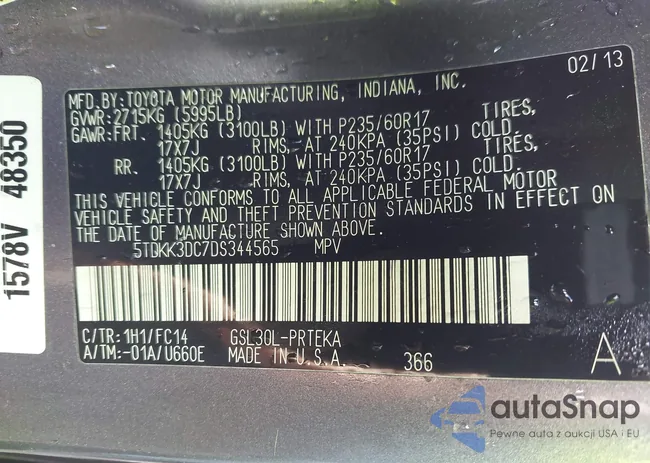 02/13
MFD.BY:TOYOTA MOTOR MANUFACTURING, INDIANA, INC.
GVWR:2715KG (5995LB)
GAWR:FRT. 1405KG (3100LB) WITH P235/60R17 TIRES,
17X7J RIMS, AT 240KPA (35PSI) COLD.
RR. 1405KG (3100LB) WITH P235/60R17 TIRES,
17X7J RIMS, AT 240KPA (35PSI) COLD.
THIS VEHICLE CONFORMS TO ALL APPLICABLE FEDERAL MOTOR
VEHICLE SAFETY AND THEFT PREVENTION STANDARDS IN EFFECT ON
THE DATE OF MANUFACTURE SHOWN ABOVE.
5TDKK3DC7DS344565 MPV
C/TR:1H1/FC14 GSL30L-PRTEKA
A/TM:-01A/U660E MADE IN U.S.A. 366 A
1578V 48350
autoSnap
Pewne auta z aukcji USA i EU